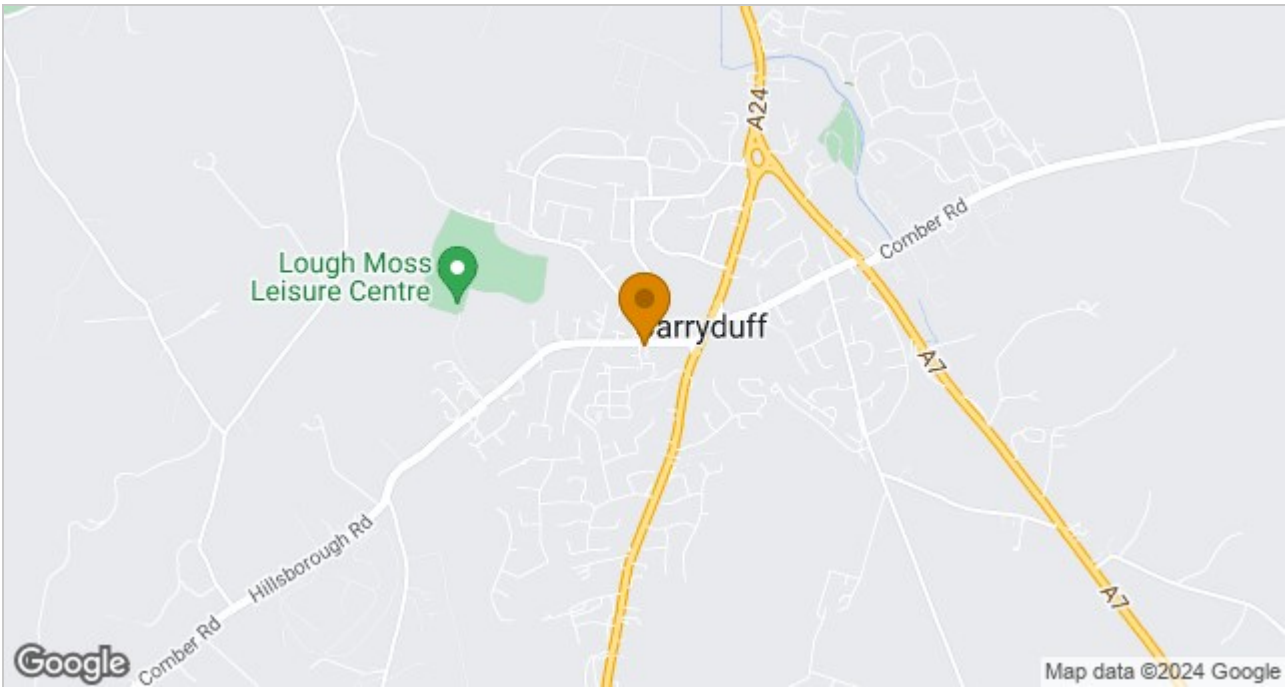 A24
Comber Rd
Lough Moss
Leisure Centre
arryduff
A7
Hillsborough Rd
A7
Comber Rd
Google
Map data ©2024 Google